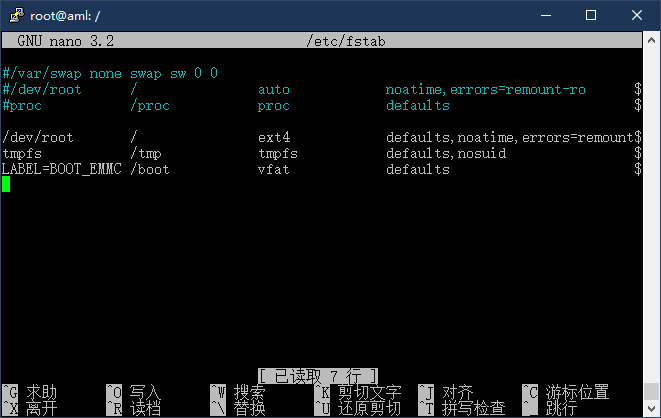 root@aml: /
GNU nano 3.2 /etc/fstab
#/var/swap none swap sw 0 0
#/dev/root / auto noatime,errors=remount-ro $
#proc /proc proc defaults $
/dev/root / ext4 defaults,noatime,errors=remount$
tmpfs /tmp tmpfs defaults,nosuid $
LABEL=BOOT_EMMC /boot vfat defaults $
[ 已读取 7 行 ]
^G 求助 ^O 写入 ^W 搜索 ^K 剪切文字 ^J 对齐 ^C 游标位置
^X 离开 ^R 读档 ^\ 替换 ^U 还原剪切 ^T 拼写检查 ^_ 跳行